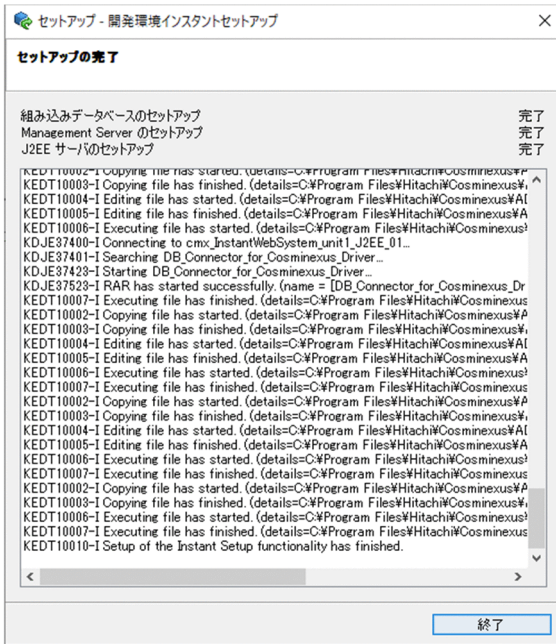 セットアップ - 開発環境インスタントセットアップ
セットアップの完了
組み込みデータベースのセットアップ 完了
Management Server のセットアップ 完了
J2EE サーバのセットアップ 完了
KEDT10002-I Copying file has started. (details=C:¥Program Files¥Hitachi¥Cosminexus¥
KEDT10003-I Copying file has finished. (details=C:¥Program Files¥Hitachi¥Cosminexus¥
KEDT10004-I Editing file has started. (details=C:¥Program Files¥Hitachi¥Cosminexus¥AD
KEDT10005-I Editing file has finished. (details=C:¥Program Files¥Hitachi¥Cosminexus¥A
KEDT10006-I Executing file has started. (details=C:¥Program Files¥Hitachi¥Cosminexus¥
KDJE37400-I Connecting to cmx_InstantWebSystem_unit1_J2EE_01...
KDJE37401-I Searching DB_Connector_for_Cosminexus_Driver...
KDJE37423-I Starting DB_Connector_for_Cosminexus_Driver...
KDJE37523-I RAR has started successfully. (name = [DB_Connector_for_Cosminexus_Dr
KEDT10007-I Executing file has finished. (details=C:¥Program Files¥Hitachi¥Cosminexus
KEDT10002-I Copying file has started. (details=C:¥Program Files¥Hitachi¥Cosminexus¥A
KEDT10003-I Copying file has finished. (details=C:¥Program Files¥Hitachi¥Cosminexus¥
KEDT10004-I Editing file has started. (details=C:¥Program Files¥Hitachi¥Cosminexus¥AD
KEDT10005-I Editing file has finished. (details=C:¥Program Files¥Hitachi¥Cosminexus¥A
KEDT10006-I Executing file has started. (details=C:¥Program Files¥Hitachi¥Cosminexus¥
KEDT10007-I Executing file has finished. (details=C:¥Program Files¥Hitachi¥Cosminexus
KEDT10002-I Copying file has started. (details=C:¥Program Files¥Hitachi¥Cosminexus¥A
KEDT10003-I Copying file has finished. (details=C:¥Program Files¥Hitachi¥Cosminexus¥
KEDT10004-I Editing file has started. (details=C:¥Program Files¥Hitachi¥Cosminexus¥AD
KEDT10005-I Editing file has finished. (details=C:¥Program Files¥Hitachi¥Cosminexus¥A
KEDT10006-I Executing file has started. (details=C:¥Program Files¥Hitachi¥Cosminexus¥
KEDT10007-I Executing file has finished. (details=C:¥Program Files¥Hitachi¥Cosminexus
KEDT10002-I Copying file has started. (details=C:¥Program Files¥Hitachi¥Cosminexus¥A
KEDT10003-I Copying file has finished. (details=C:¥Program Files¥Hitachi¥Cosminexus¥
KEDT10006-I Executing file has started. (details=C:¥Program Files¥Hitachi¥Cosminexus¥
KEDT10007-I Executing file has finished. (details=C:¥Program Files¥Hitachi¥Cosminexus
KEDT10010-I Setup of the Instant Setup functionality has finished.
終了